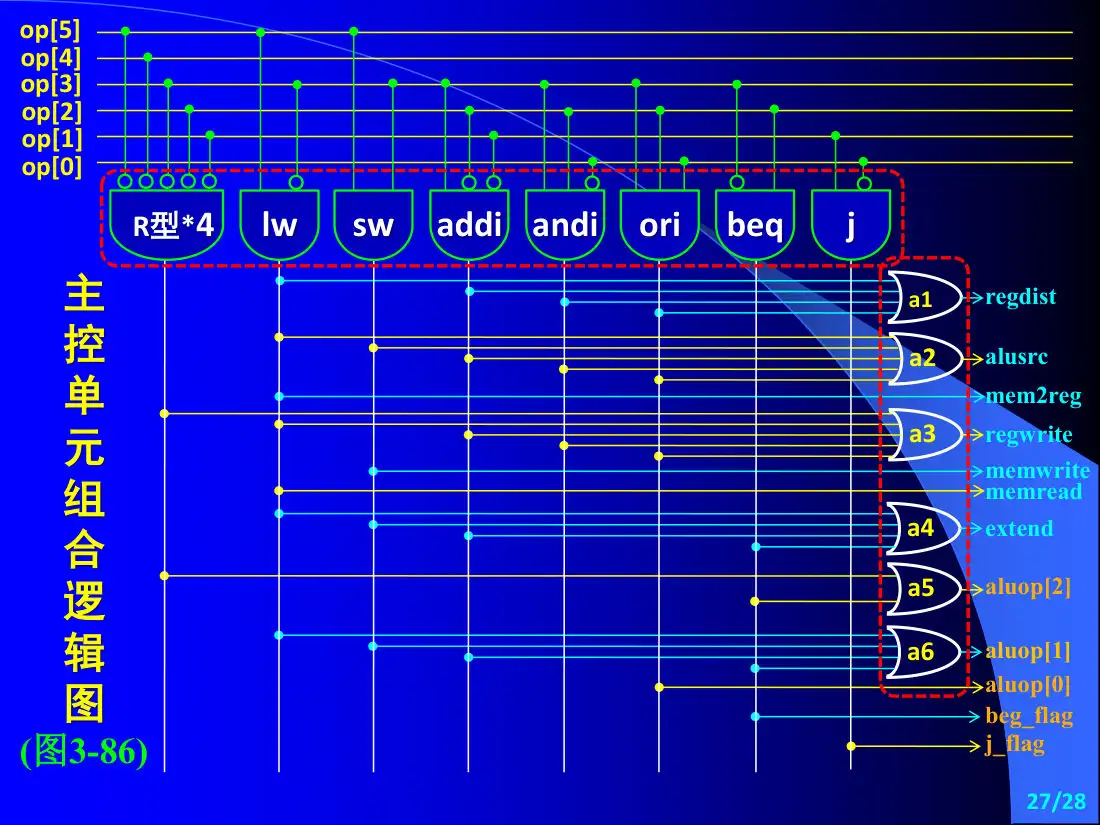 op[5]
op[4]
op[3]
op[2]
op[1]
op[0]
R型*4 lw sw addi andi ori beq j
主控单元组合逻辑图
(图3-86)
a1 regdist
a2 alusrc
mem2reg
a3 regwrite
memwrite
memread
a4 extend
a5 aluop[2]
a6 aluop[1]
aluop[0]
beg_flag
j_flag
27/28